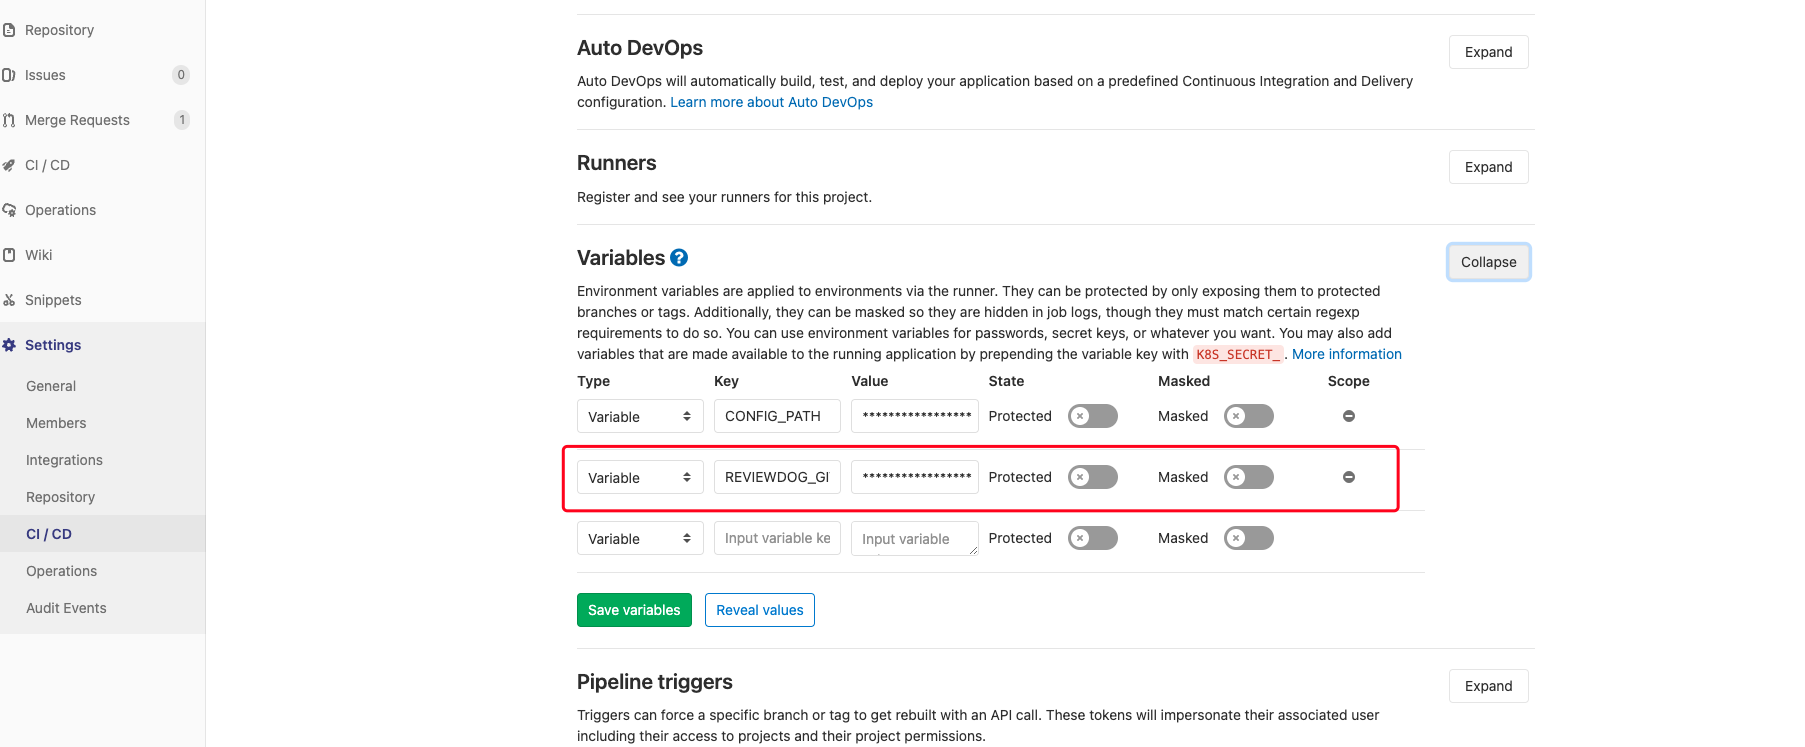 Repository
Issues 0
Merge Requests 1
CI / CD
Operations
Wiki
Snippets
Settings
General
Members
Integrations
Repository
CI / CD
Operations
Audit Events
Auto DevOps
Expand
Auto DevOps will automatically build, test, and deploy your application based on a predefined Continuous Integration and Delivery
configuration. Learn more about Auto DevOps
Runners
Expand
Register and see your runners for this project.
Variables ?
Collapse
Environment variables are applied to environments via the runner. They can be protected by only exposing them to protected
branches or tags. Additionally, they can be masked so they are hidden in job logs, though they must match certain regexp
requirements to do so. You can use environment variables for passwords, secret keys, or whatever you want. You may also add
variables that are made available to the running application by prepending the variable key with K8S_SECRET_. More information
Type Key Value State Masked Scope
Variable CONFIG_PATH ***************** Protected Masked
Variable REVIEWDOG_GI ***************** Protected Masked
Variable Input variable ke Input variable Protected Masked
Save variables Reveal values
Pipeline triggers
Expand
Triggers can force a specific branch or tag to get rebuilt with an API call. These tokens will impersonate their associated user
including their access to projects and their project permissions.